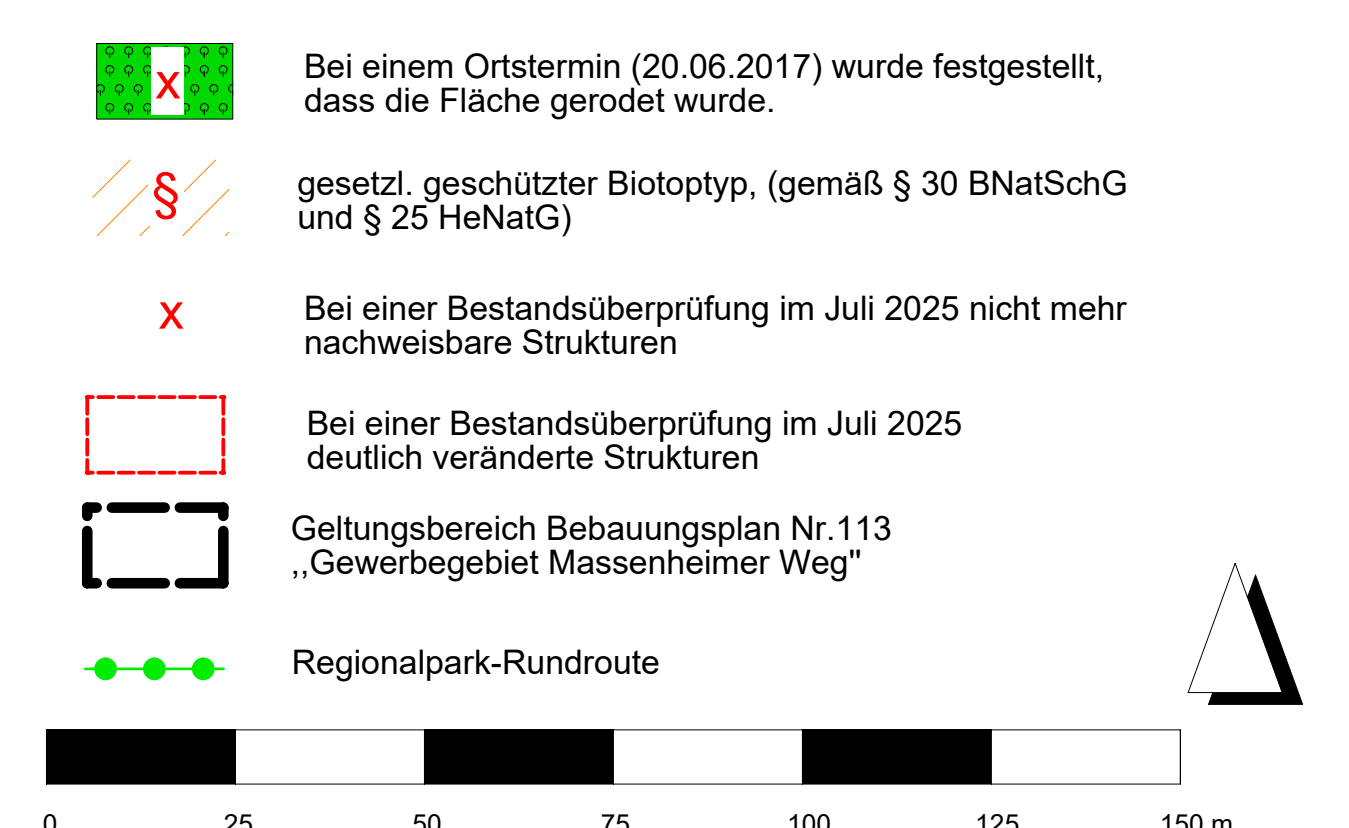 x Bei einem Ortstermin (20.06.2017) wurde festgestellt,
dass die Fläche gerodet wurde.
§ gesetzl. geschützter Biotoptyp, (gemäß § 30 BNatSchG
und § 25 HeNatG)
x Bei einer Bestandsüberprüfung im Juli 2025 nicht mehr
nachweisbare Strukturen
Bei einer Bestandsüberprüfung im Juli 2025
deutlich veränderte Strukturen
Geltungsbereich Bebauungsplan Nr.113
,,Gewerbegebiet Massenheimer Weg"
Regionalpark-Rundroute
0 25 50 75 100 125 150 m